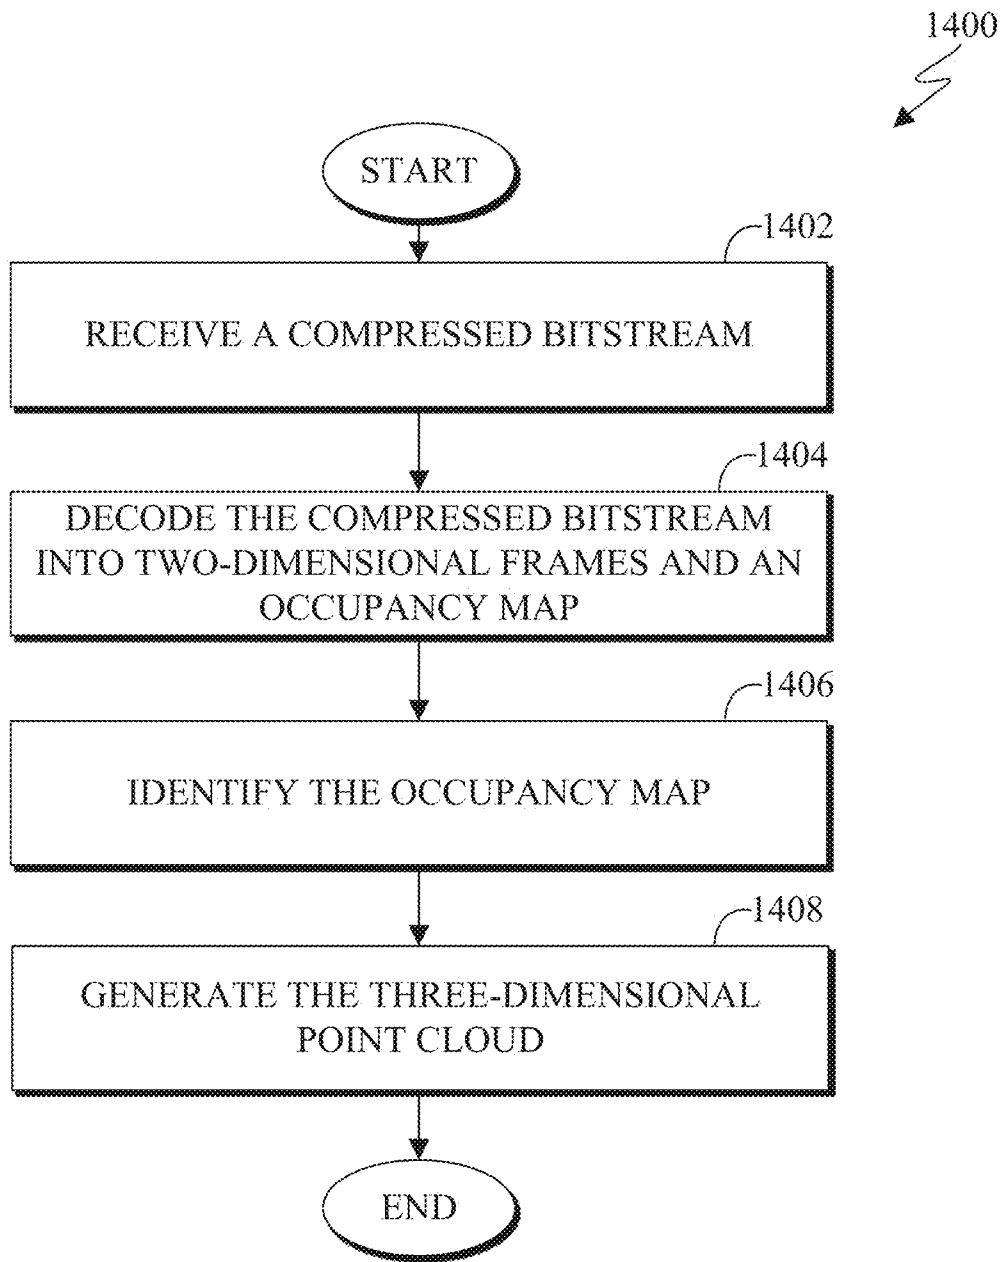 1400
START
1402
RECEIVE A COMPRESSED BITSTREAM
1404
DECODE THE COMPRESSED BITSTREAM
INTO TWO-DIMENSIONAL FRAMES AND AN
OCCUPANCY MAP
1406
IDENTIFY THE OCCUPANCY MAP
1408
GENERATE THE THREE-DIMENSIONAL
POINT CLOUD
END